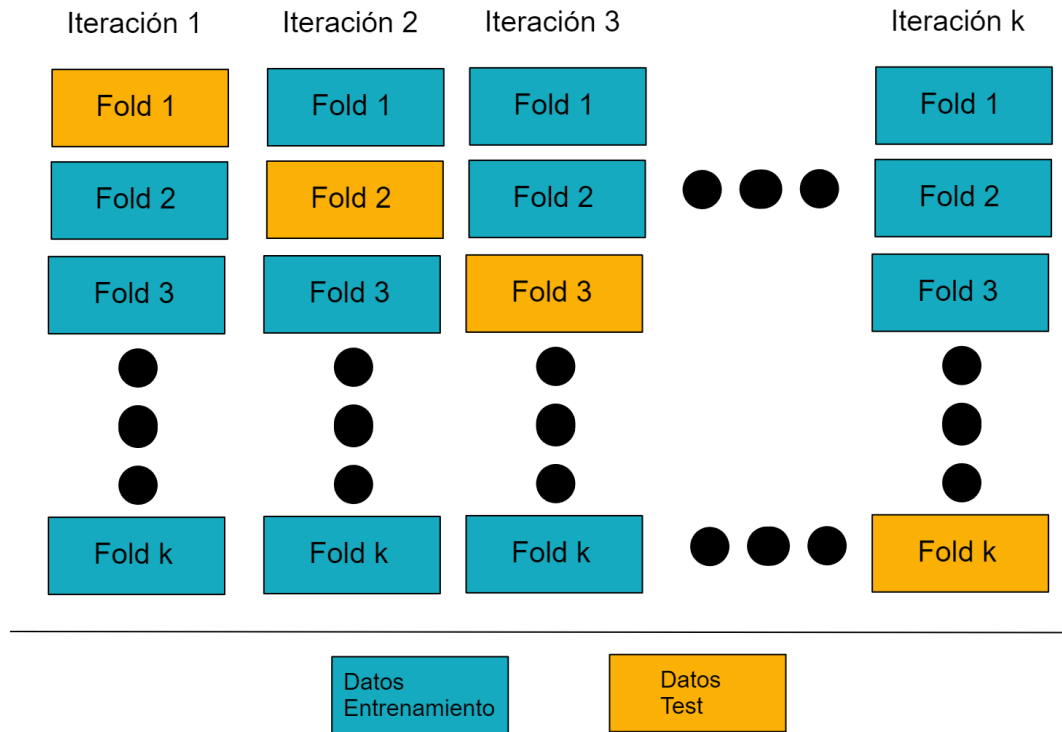 Iteración 1 Iteración 2 Iteración 3 Iteración k
Fold 1 Fold 1 Fold 1 Fold 1
Fold 2 Fold 2 Fold 2 Fold 2
Fold 3 Fold 3 Fold 3 Fold 3
Fold k Fold k Fold k Fold k
Datos
Entrenamiento
Datos
Test